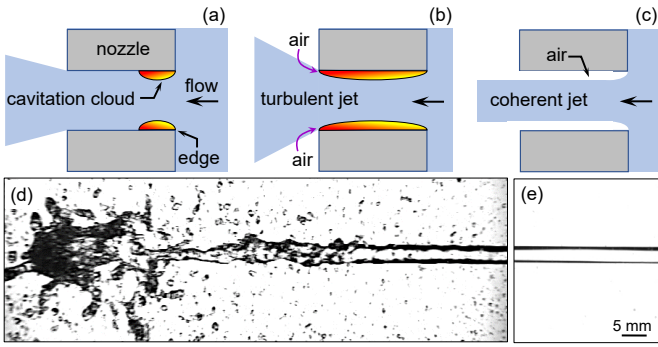 (a)
nozzle
cavitation cloud
flow
edge
(b)
air
turbulent jet
air
(c)
air
coherent jet
(d)
(e)
5 mm